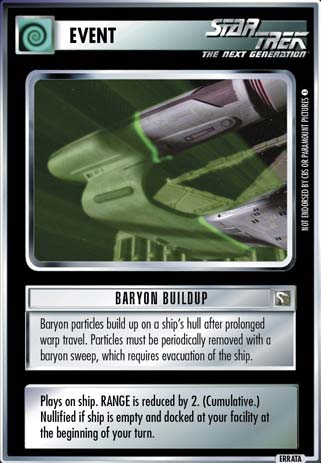 EVENT
STAR TREK
THE NEXT GENERATION
NOT ENDORSED BY CBS OR PARAMOUNT PICTURES
BARYON BUILDUP
Baryon particles build up on a ship's hull after prolonged
warp travel. Particles must be periodically removed with a
baryon sweep, which requires evacuation of the ship.
Plays on ship. RANGE is reduced by 2. (Cumulative.)
Nullified if ship is empty and docked at your facility at
the beginning of your turn.
ERRATA